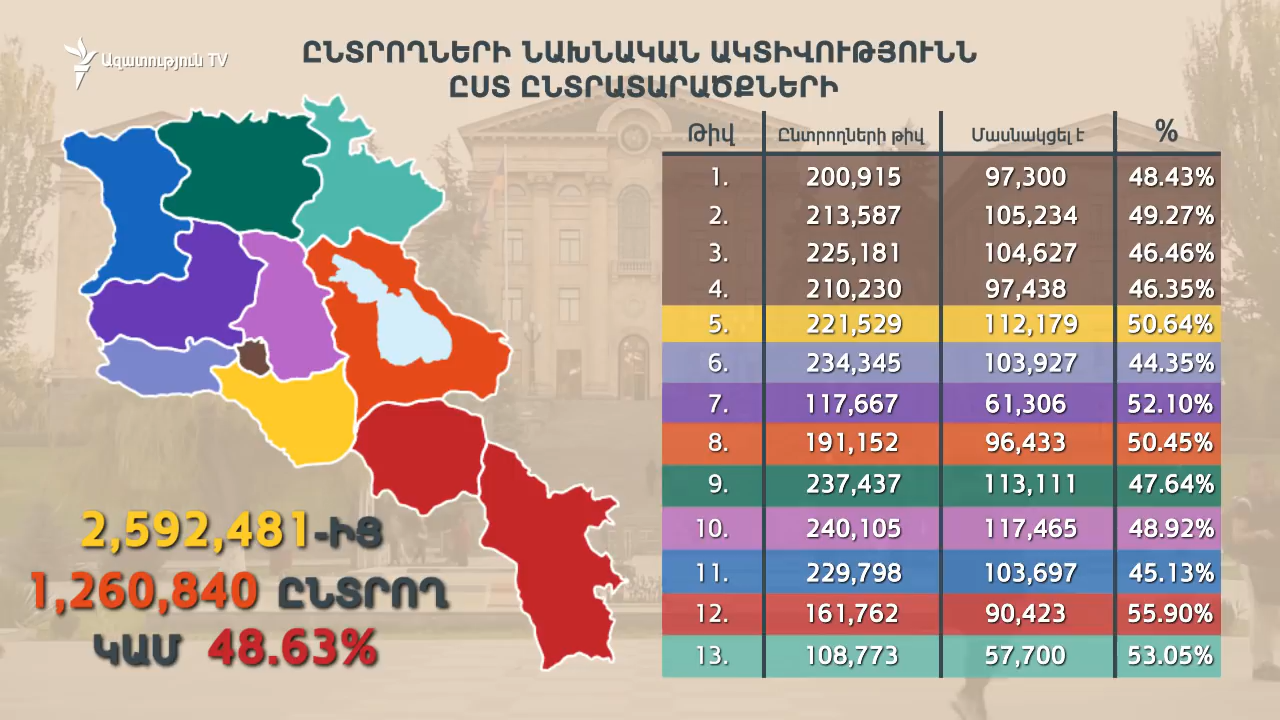 Ազատություն TV
ԸՆՏՐՈՂՆԵՐԻ ՆԱԽՆԱԿԱՆ ԱԿՏԻՎՈՒԹՅՈՒՆՆ
ԸՍՏ ԸՆՏՐԱՏԱՐԱԾՔՆԵՐԻ
Թիվ Ընտրողների թիվ Մասնակցել է %
1. 200,915 97,300 48.43%
2. 213,587 105,234 49.27%
3. 225,181 104,627 46.46%
4. 210,230 97,438 46.35%
5. 221,529 112,179 50.64%
6. 234,345 103,927 44.35%
7. 117,667 61,306 52.10%
8. 191,152 96,433 50.45%
9. 237,437 113,111 47.64%
10. 240,105 117,465 48.92%
11. 229,798 103,697 45.13%
12. 161,762 90,423 55.90%
13. 108,773 57,700 53.05%
2,592,481-ԻՑ
1,260,840 ԸՆՏՐՈՂ
ԿԱՄ 48.63%